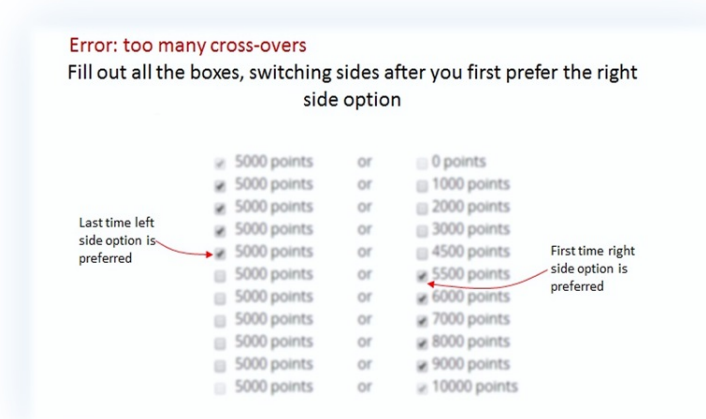 Error: too many cross-overs
Fill out all the boxes, switching sides after you first prefer the right
side option
5000 points or 0 points
5000 points or 1000 points
5000 points or 2000 points
5000 points or 3000 points
Last time left
side option is
preferred
5000 points or 4500 points
First time right
side option is
preferred
5000 points or 5500 points
5000 points or 6000 points
5000 points or 7000 points
5000 points or 8000 points
5000 points or 9000 points
5000 points or 10000 points